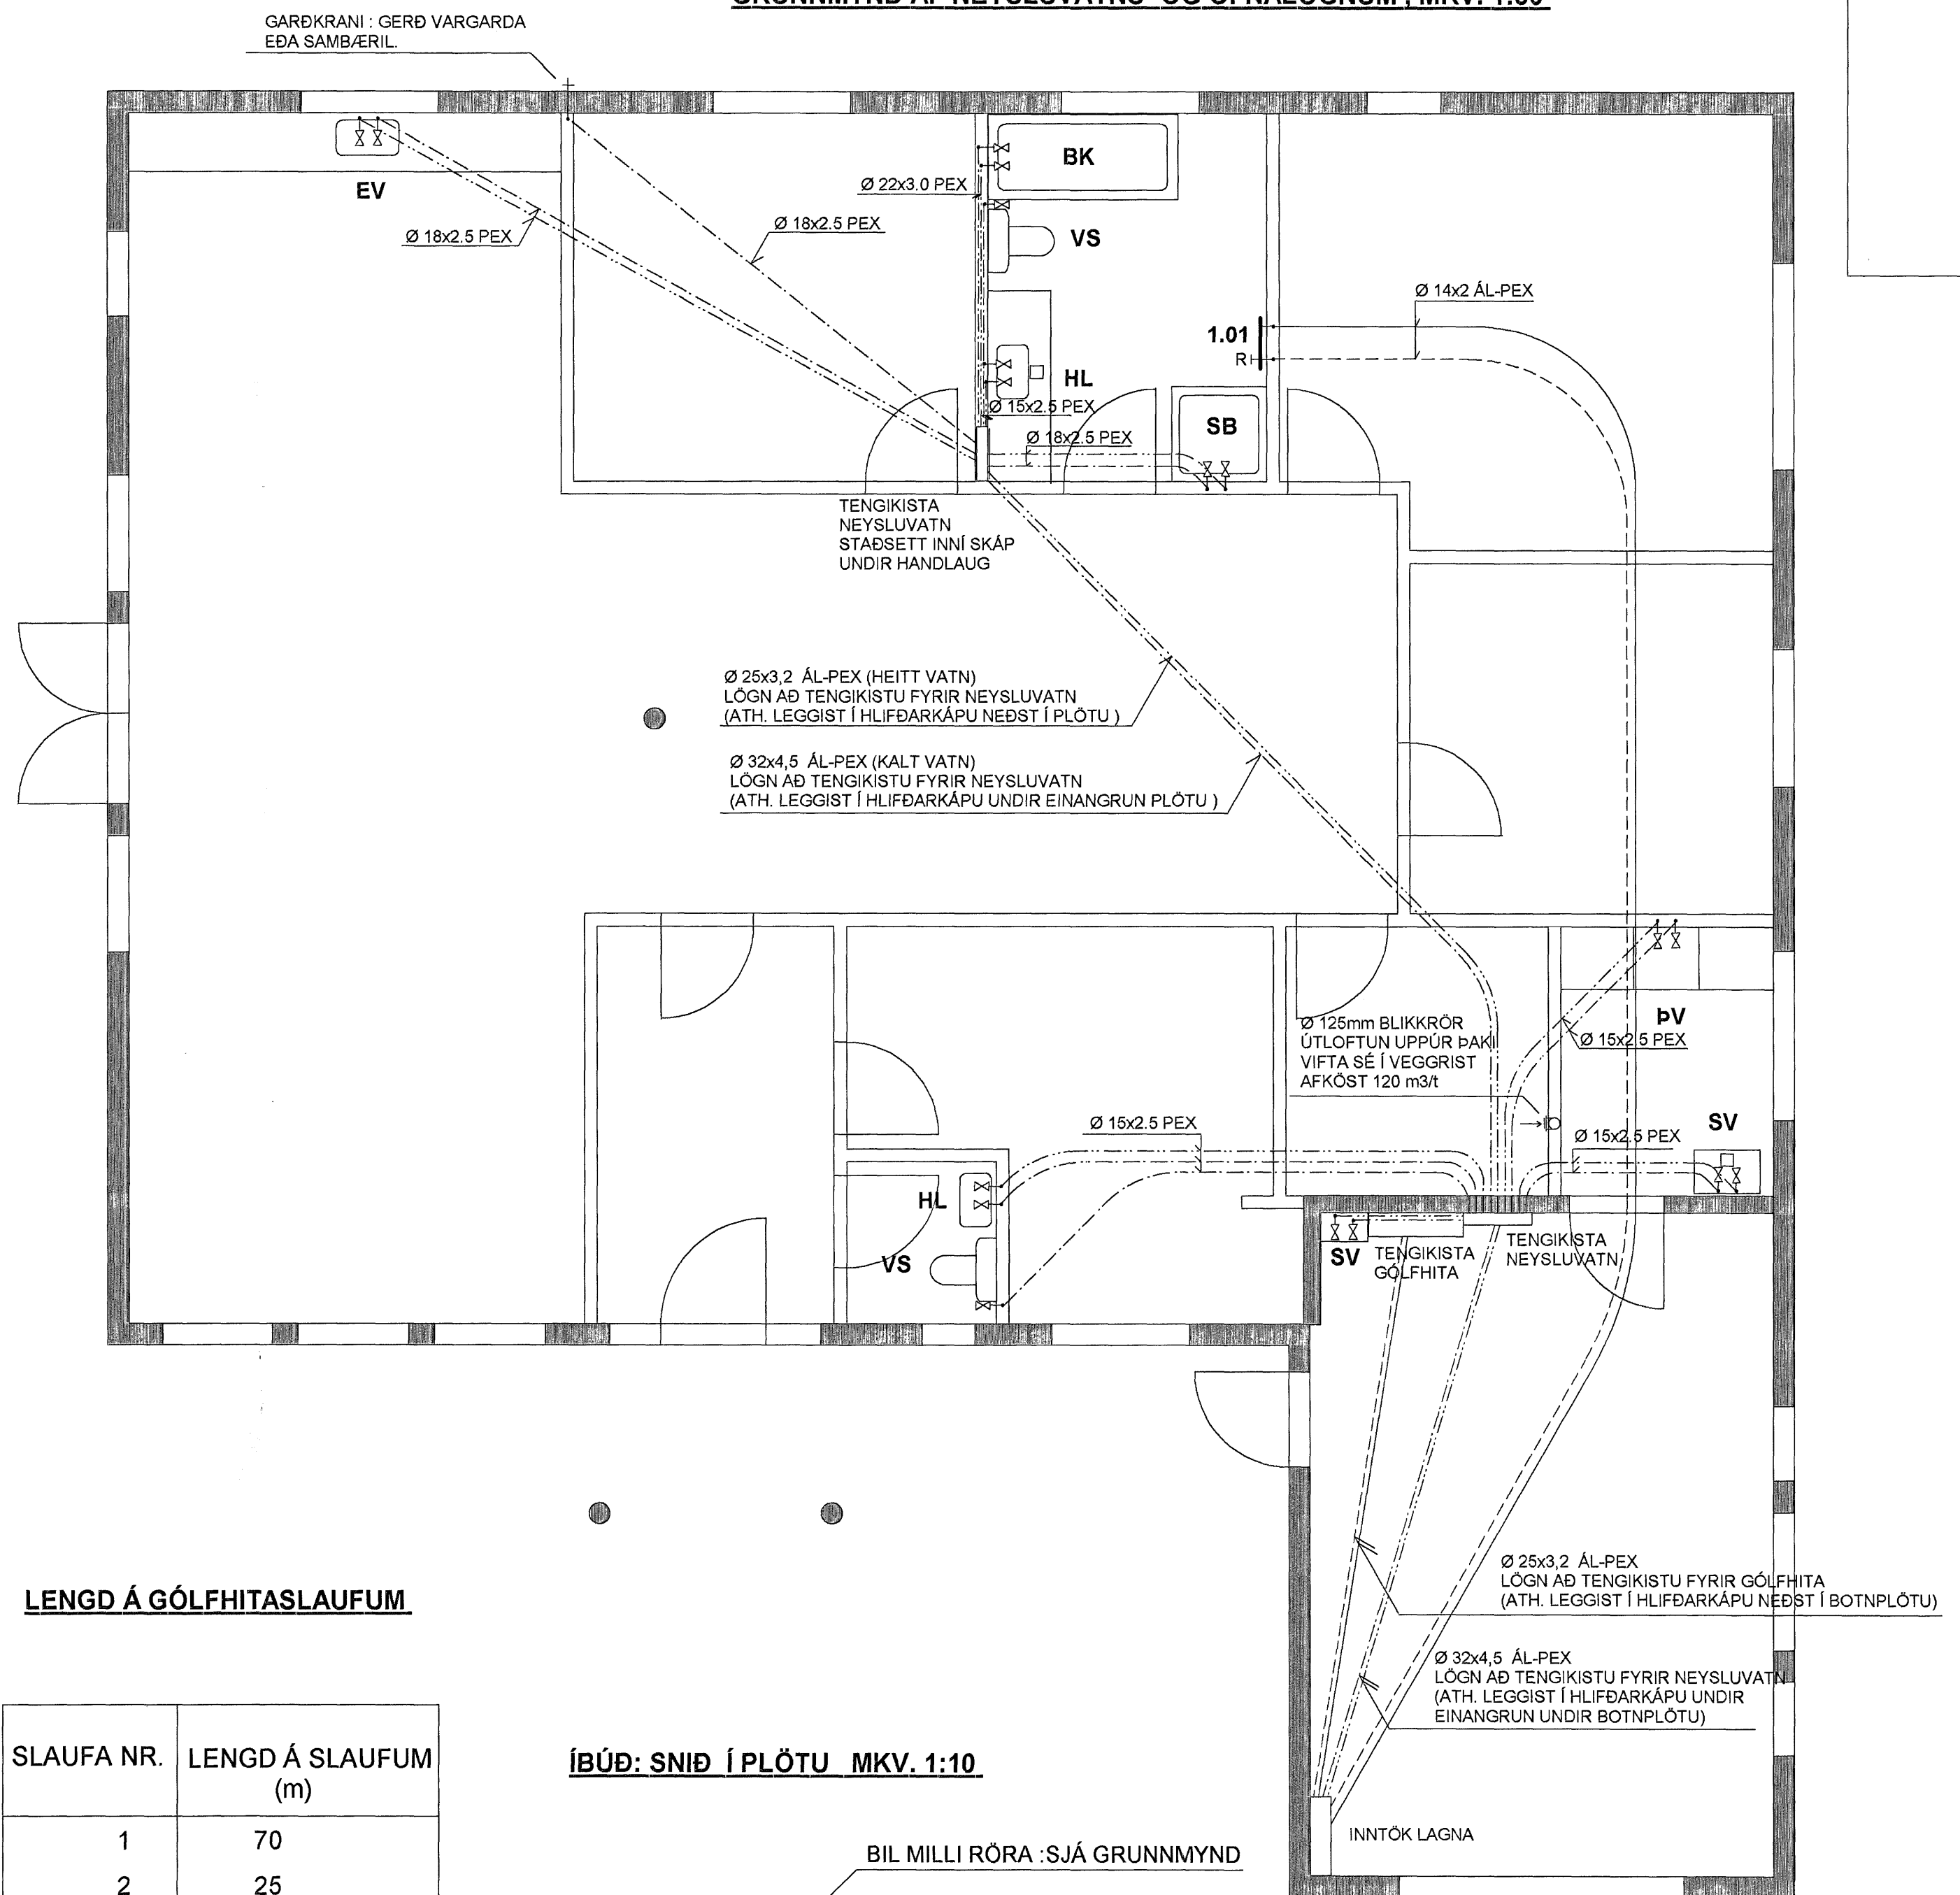 GARÐKRANI : GERÐ VARGARDA
EÐA SAMBÆRIL.
EV
Ø 18x2.5 PEX
Ø 18x2.5 PEX
Ø 22x3.0 PEX
BK
VS
HL
Ø 15x2.5 PEX
Ø 18x2.5 PEX
SB
1.01
R
Ø 14x2 ÁL-PEX
TENGIKISTA
NEYSLUVATN
STAÐSETT INNÍ SKÁP
UNDIR HANDLAUG
Ø 25x3,2 ÁL-PEX (HEITT VATN)
LÖGN AÐ TENGIKISTU FYRIR NEYSLUVATN
(ATH. LEGGIST Í HLIFÐARKÁPU NEÐST Í PLÖTU )
Ø 32x4,5 ÁL-PEX (KALT VATN)
LÖGN AÐ TENGIKISTU FYRIR NEYSLUVATN
(ATH. LEGGIST Í HLIFÐARKÁPU UNDIR EINANGRUN PLÖTU )
Ø 125mm BLIKKRÖR
ÚTLOFTUN UPPÚR ÞAKI
VIFTA SÉ Í VEGGRIST
AFKÖST 120 m3/t
ÞV
Ø 15x2.5 PEX
SV
Ø 15x2.5 PEX
Ø 15x2.5 PEX
HL
VS
SV
TENGIKISTA
GÓLFHITA
TENGIKISTA
NEYSLUVATN
Ø 25x3,2 ÁL-PEX
LÖGN AÐ TENGIKISTU FYRIR GÓLFHITA
(ATH. LEGGIST Í HLIFÐARKÁPU NEÐST Í BOTNPLÖTU)
Ø 32x4,5 ÁL-PEX
LÖGN AÐ TENGIKISTU FYRIR NEYSLUVATN
(ATH. LEGGIST Í HLIFÐARKÁPU UNDIR
EINANGRUN UNDIR BOTNPLÖTU)
INNTÖK LAGNA
LENGD Á GÓLFHITASLAUFUM
SLAUFA NR. LENGD Á SLAUFUM
(m)
1 70
2 25
ÍBÚÐ: SNIÐ Í PLÖTU MKV. 1:10
BIL MILLI RÖRA :SJÁ GRUNNMYND